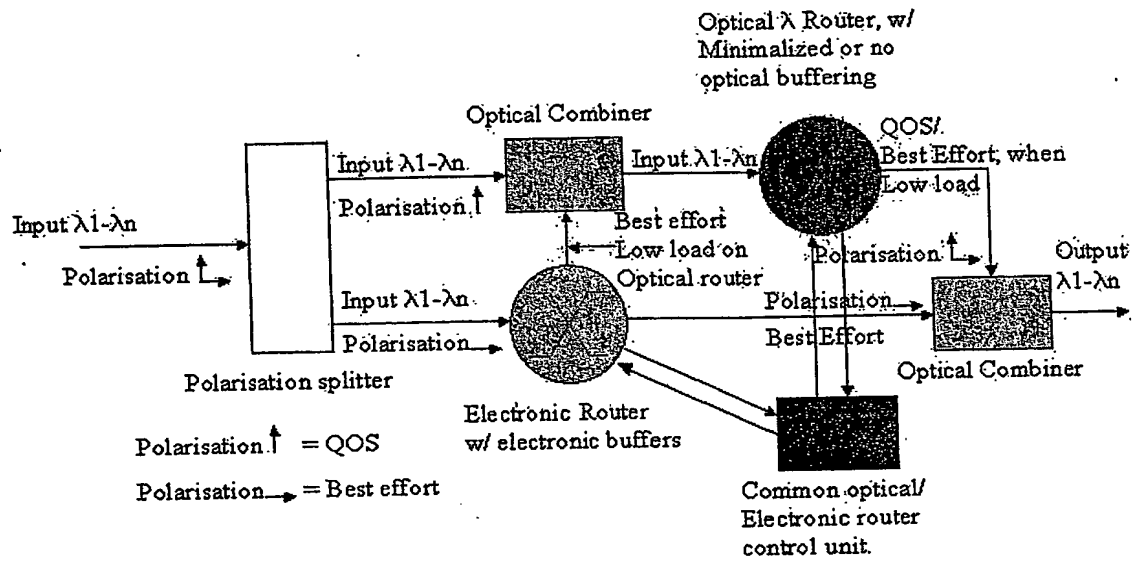 Optical λ Router, w/
Minimalized or no
optical buffering
Optical Combiner
QOS/
Best Effort, when
Low load
Input λ1-λn
Polarisation
Input λ1-λn
Input λ1-λn
Polarisation
Best effort
Low load on
Optical router
Input λ1-λn
Polarisation
Polarisation
Output
λ1-λn
Polarisation
Best Effort
Optical Combiner
Polarisation splitter
Electronic Router
w/ electronic buffers
Polarisation = QOS
Polarisation = Best effort
Common optical/
Electronic router
control unit.